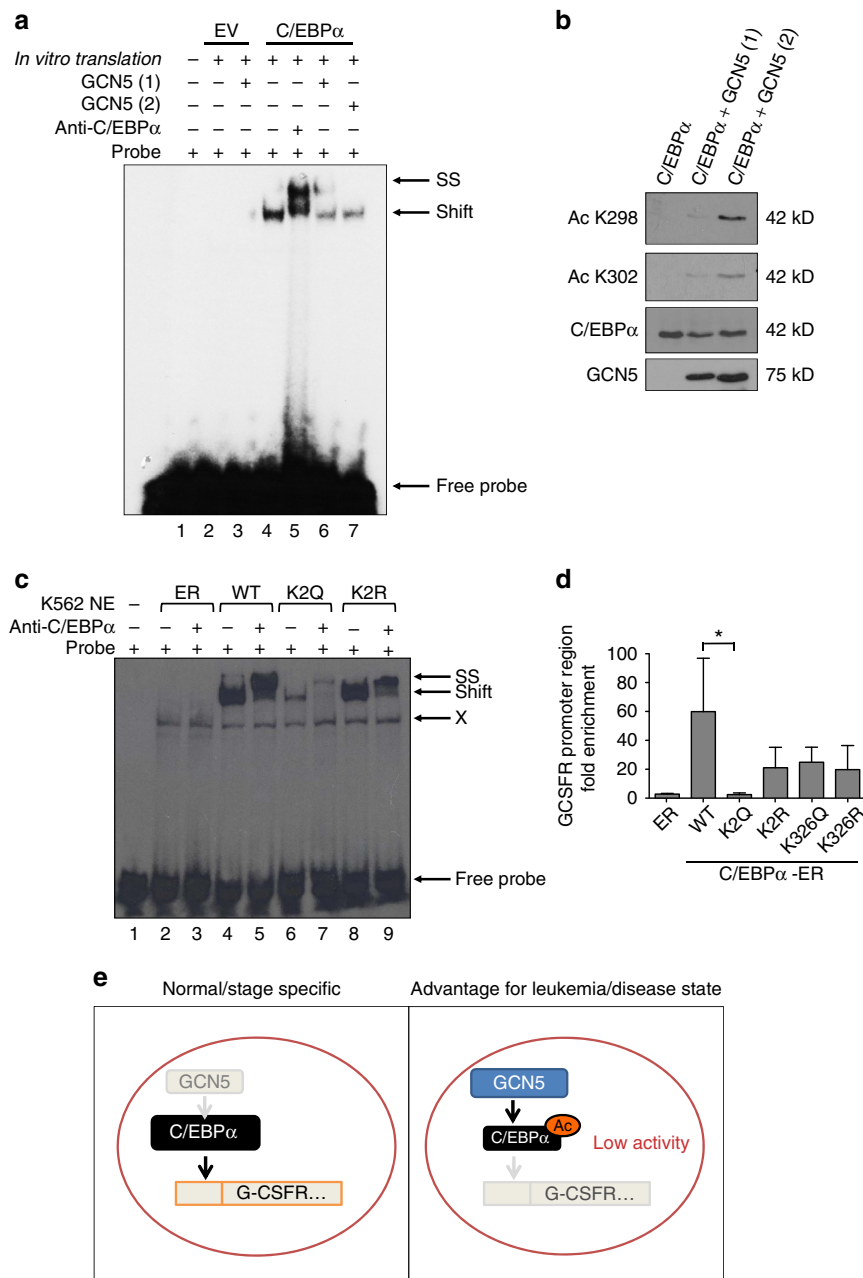 a
EV C/EBPα
In vitro translation – + + + + + +
GCN5 (1) – – + – – + –
GCN5 (2) – – – – – – +
Anti-C/EBPα – – – – + – –
Probe + + + + + + +
SS
Shift
Free probe
1 2 3 4 5 6 7
b
C/EBPα
C/EBPα + GCN5 (1)
C/EBPα + GCN5 (2)
Ac K298 42 kD
Ac K302 42 kD
C/EBPα 42 kD
GCN5 75 kD
c
K562 NE – ER WT K2Q K2R
Anti-C/EBPα – – + – + – + – +
Probe + + + + + + + + +
SS
Shift
X
Free probe
1 2 3 4 5 6 7 8 9
d
GCSFR promoter region
fold enrichment
100
80
60
40
20
0
*
ER WT K2Q K2R K326Q K326R
C/EBPα -ER
e
Normal/stage specific
GCN5
C/EBPα
G-CSFR...
Advantage for leukemia/disease state
GCN5
C/EBPα Ac
Low activity
G-CSFR...